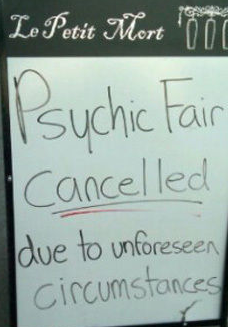 Le Petit Mort
Psychic Fair
Cancelled
due to unforeseen
circumstances